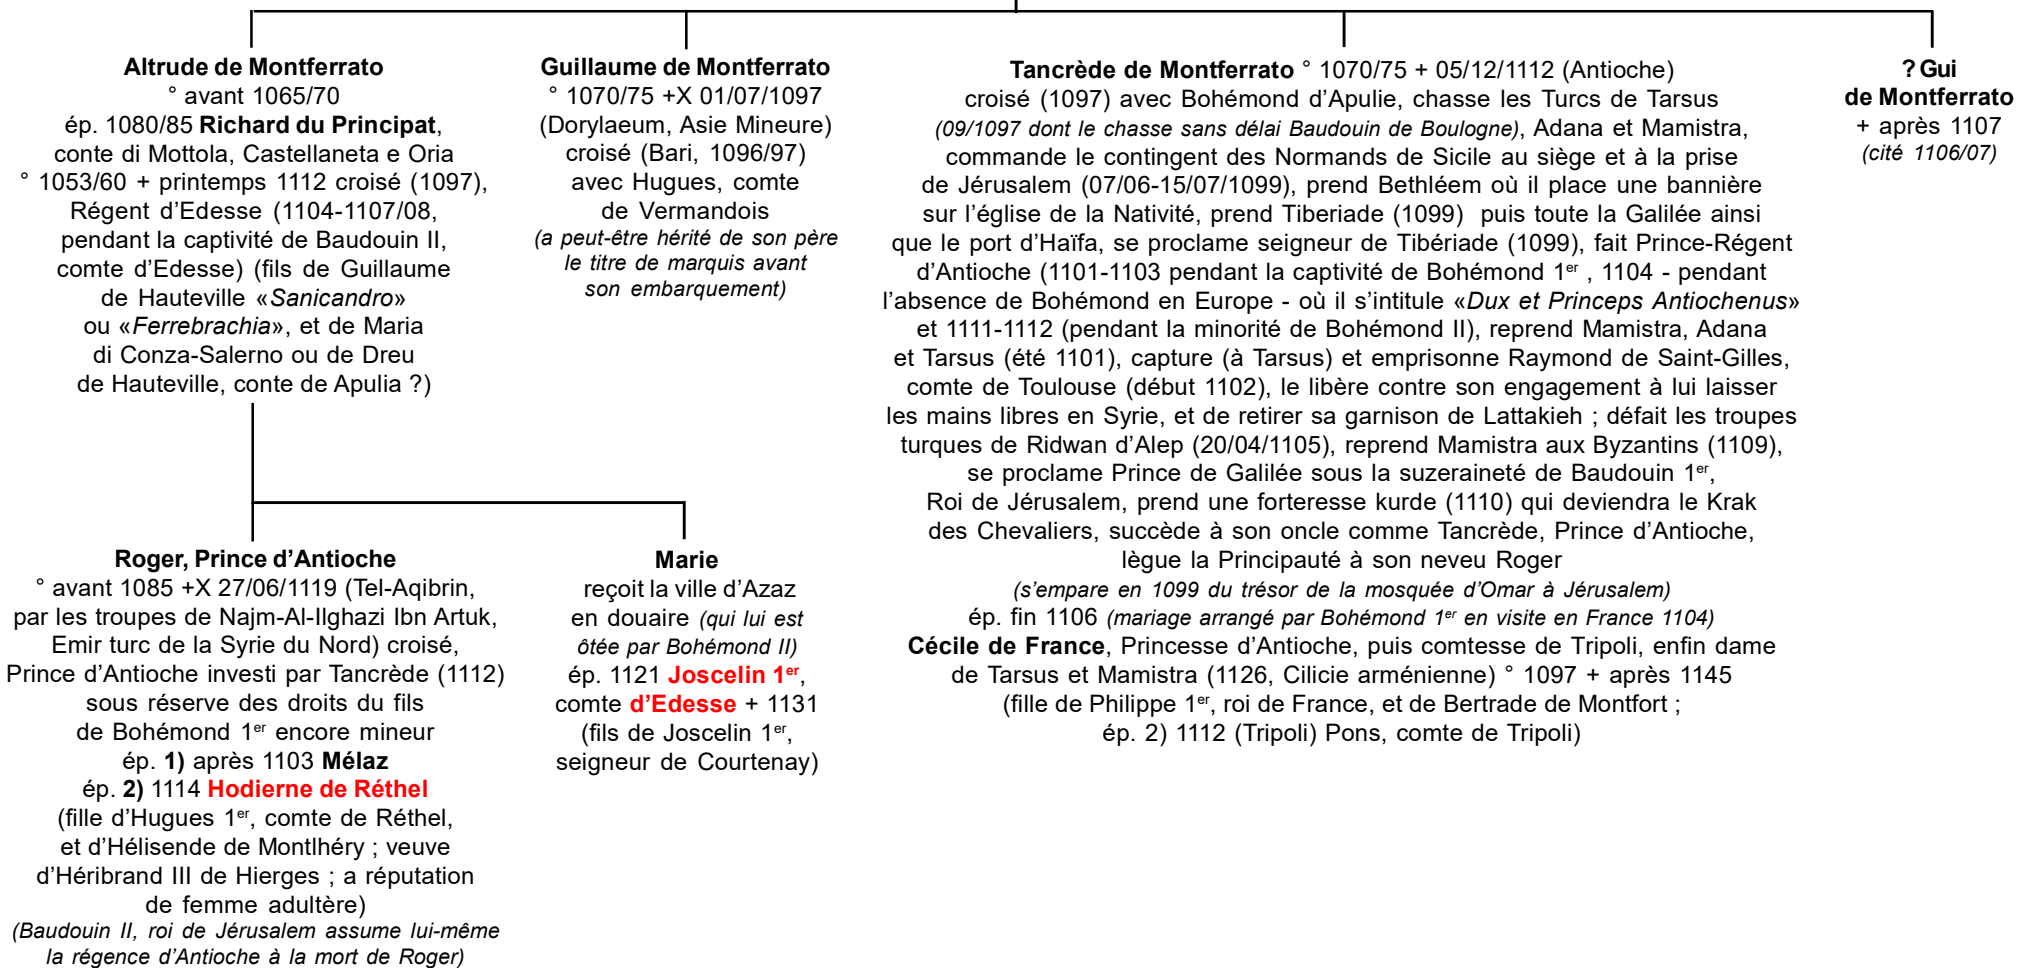 Altrude de Montferrato
° avant 1065/70
ép. 1080/85 Richard du Principat,
conte di Mottola, Castellaneta e Oria
° 1053/60 + printemps 1112 croisé (1097),
Régent d'Edesse (1104-1107/08,
pendant la captivité de Baudouin II,
comte d'Edesse) (fils de Guillaume
de Hauteville «Sanicandro»
ou «Ferrebrachia», et de Maria
di Conza-Salerno ou de Dreu
de Hauteville, conte de Apulia ?)
Guillaume de Montferrato
° 1070/75 +X 01/07/1097
(Dorylaeum, Asie Mineure)
croisé (Bari, 1096/97)
avec Hugues, comte
de Vermandois
(a peut-être hérité de son père
le titre de marquis avant
son embarquement)
Tancrède de Montferrato ° 1070/75 + 05/12/1112 (Antioche)
croisé (1097) avec Bohémond d'Apulie, chasse les Turcs de Tarsus
(09/1097 dont le chasse sans délai Baudouin de Boulogne), Adana et Mamistra,
commande le contingent des Normands de Sicile au siège et à la prise
de Jérusalem (07/06-15/07/1099), prend Bethléem où il place une bannière
sur l'église de la Nativité, prend Tiberiade (1099) puis toute la Galilée ainsi
que le port d'Haïfa, se proclame seigneur de Tibériade (1099), fait Prince-Régent
d'Antioche (1101-1103 pendant la captivité de Bohémond 1er , 1104 - pendant
l'absence de Bohémond en Europe - où il s'intitule «Dux et Princeps Antiochenus»
et 1111-1112 (pendant la minorité de Bohémond II), reprend Mamistra, Adana
et Tarsus (été 1101), capture (à Tarsus) et emprisonne Raymond de Saint-Gilles,
comte de Toulouse (début 1102), le libère contre son engagement à lui laisser
les mains libres en Syrie, et de retirer sa garnison de Lattakieh ; défait les troupes
turques de Ridwan d'Alep (20/04/1105), reprend Mamistra aux Byzantins (1109),
se proclame Prince de Galilée sous la suzeraineté de Baudouin 1er,
Roi de Jérusalem, prend une forteresse kurde (1110) qui deviendra le Krak
des Chevaliers, succède à son oncle comme Tancrède, Prince d'Antioche,
lègue la Principauté à son neveu Roger
(s'empare en 1099 du trésor de la mosquée d'Omar à Jérusalem)
ép. fin 1106 (mariage arrangé par Bohémond 1er en visite en France 1104)
Cécile de France, Princesse d'Antioche, puis comtesse de Tripoli, enfin dame
de Tarsus et Mamistra (1126, Cilicie arménienne) ° 1097 + après 1145
(fille de Philippe 1er, roi de France, et de Bertrade de Montfort ;
ép. 2) 1112 (Tripoli) Pons, comte de Tripoli)
? Gui
de Montferrato
+ après 1107
(cité 1106/07)
Roger, Prince d'Antioche
° avant 1085 +X 27/06/1119 (Tel-Aqibrin,
par les troupes de Najm-Al-Ilghazi Ibn Artuk,
Emir turc de la Syrie du Nord) croisé,
Prince d'Antioche investi par Tancrède (1112)
sous réserve des droits du fils
de Bohémond 1er encore mineur
ép. 1) après 1103 Mélaz
ép. 2) 1114 Hodierne de Réthel
(fille d'Hugues 1er, comte de Réthel,
et d'Hélisende de Montlhéry ; veuve
d'Héribrand III de Hierges ; a réputation
de femme adultère)
(Baudouin II, roi de Jérusalem assume lui-même
la régence d'Antioche à la mort de Roger)
Marie
reçoit la ville d'Azaz
en douaire (qui lui est
ôtée par Bohémond II)
ép. 1121 Joscelin 1er,
comte d'Edesse + 1131
(fils de Joscelin 1er,
seigneur de Courtenay)